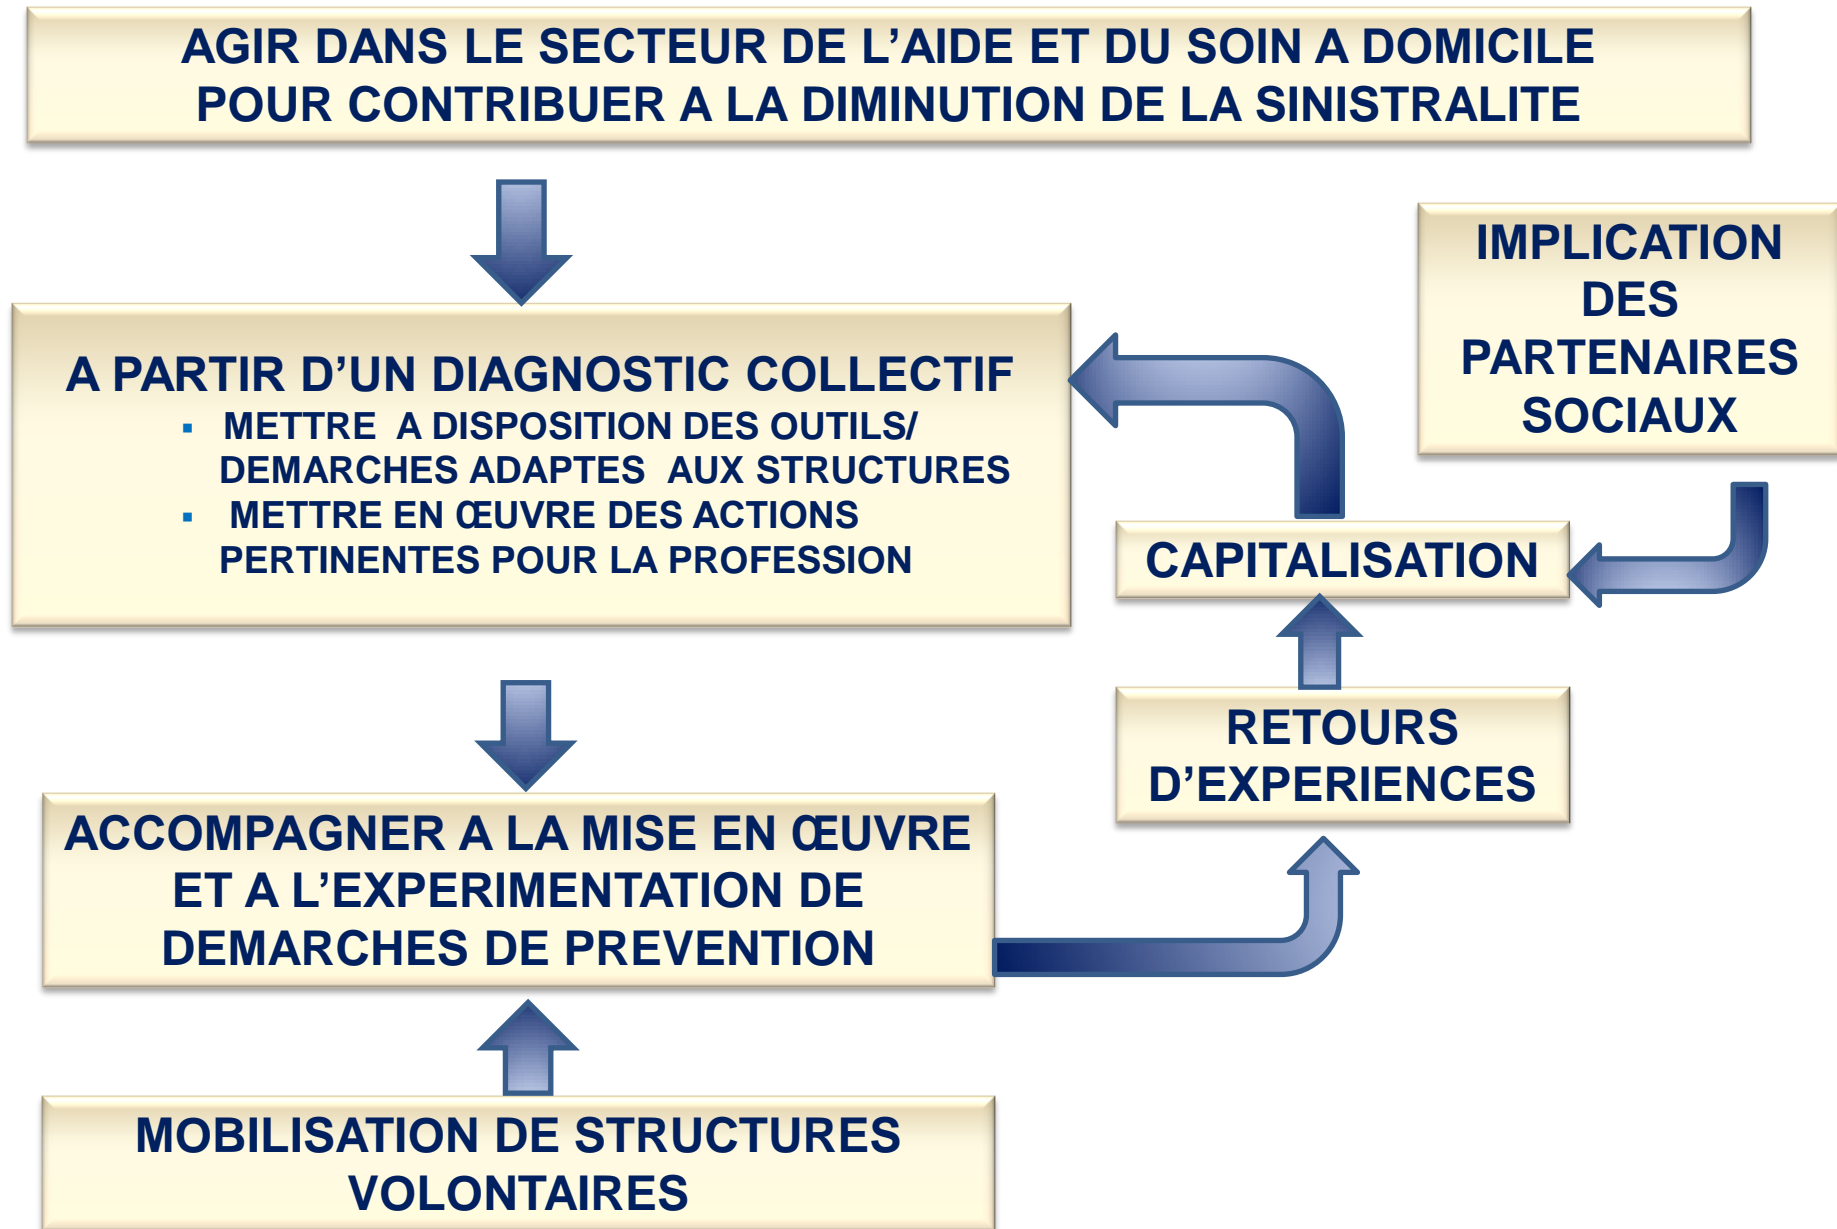 AGIR DANS LE SECTEUR DE L’AIDE ET DU SOIN A DOMICILE
POUR CONTRIBUER A LA DIMINUTION DE LA SINISTRALITE
IMPLICATION
DES
PARTENAIRES
SOCIAUX
A PARTIR D’UN DIAGNOSTIC COLLECTIF
▪ METTRE A DISPOSITION DES OUTILS/
DEMARCHES ADAPTES AUX STRUCTURES
▪ METTRE EN ŒUVRE DES ACTIONS
PERTINENTES POUR LA PROFESSION
CAPITALISATION
RETOURS
D’EXPERIENCES
ACCOMPAGNER A LA MISE EN ŒUVRE
ET A L’EXPERIMENTATION DE
DEMARCHES DE PREVENTION
MOBILISATION DE STRUCTURES
VOLONTAIRES